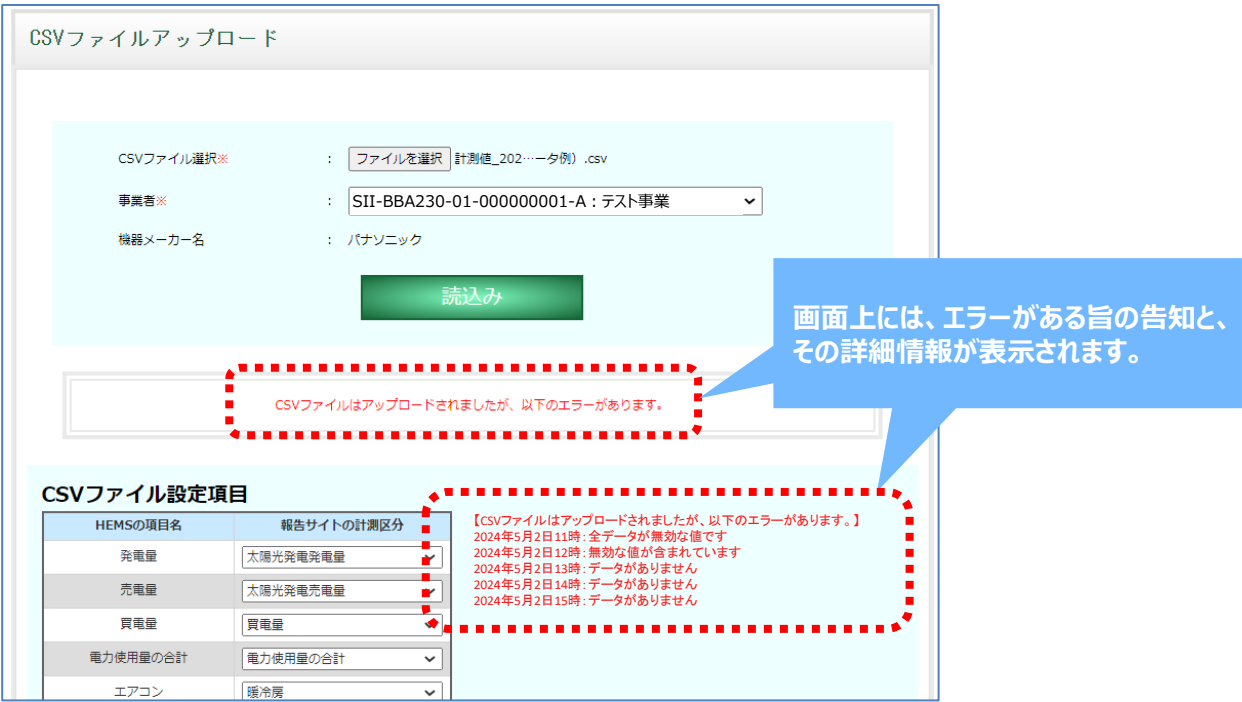 CSVファイルアップロード
CSVファイル選択※ : ファイルを選択 計測値_202…ータ例）.csv
事業者※ : SII-BBA230-01-000000001-A：テスト事業
機器メーカー名 : パナソニック
読込み
画面上には、エラーがある旨の告知と、
その詳細情報が表示されます。
CSVファイルはアップロードされましたが、以下のエラーがあります。
CSVファイル設定項目
HEMSの項目名 報告サイトの計測区分
発電量 太陽光発電発電量
売電量 太陽光発電売電量
買電量 買電量
電力使用量の合計 電力使用量の合計
エアコン 暖冷房
【CSVファイルはアップロードされましたが、以下のエラーがあります。】
2024年5月2日11時：全データが無効な値です
2024年5月2日12時：無効な値が含まれています
2024年5月2日13時：データがありません
2024年5月2日14時：データがありません
2024年5月2日15時：データがありません